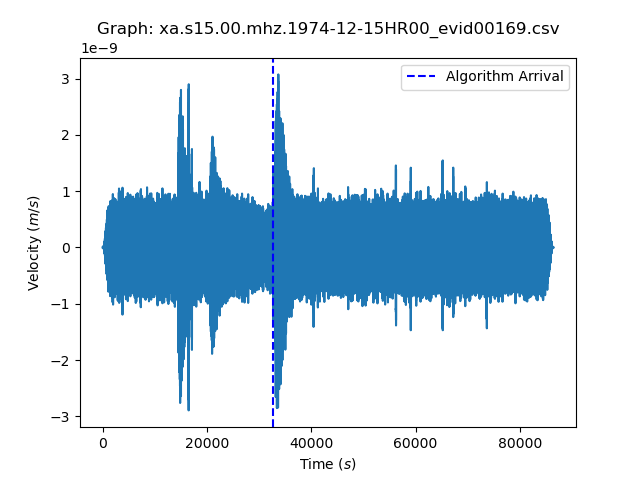 Graph: xa.s15.00.mhz.1974-12-15HR00_evid00169.csv
1e−9
Algorithm Arrival
3
2
1
0
−1
−2
−3
Velocity (m/s)
0 20000 40000 60000 80000
Time (s)